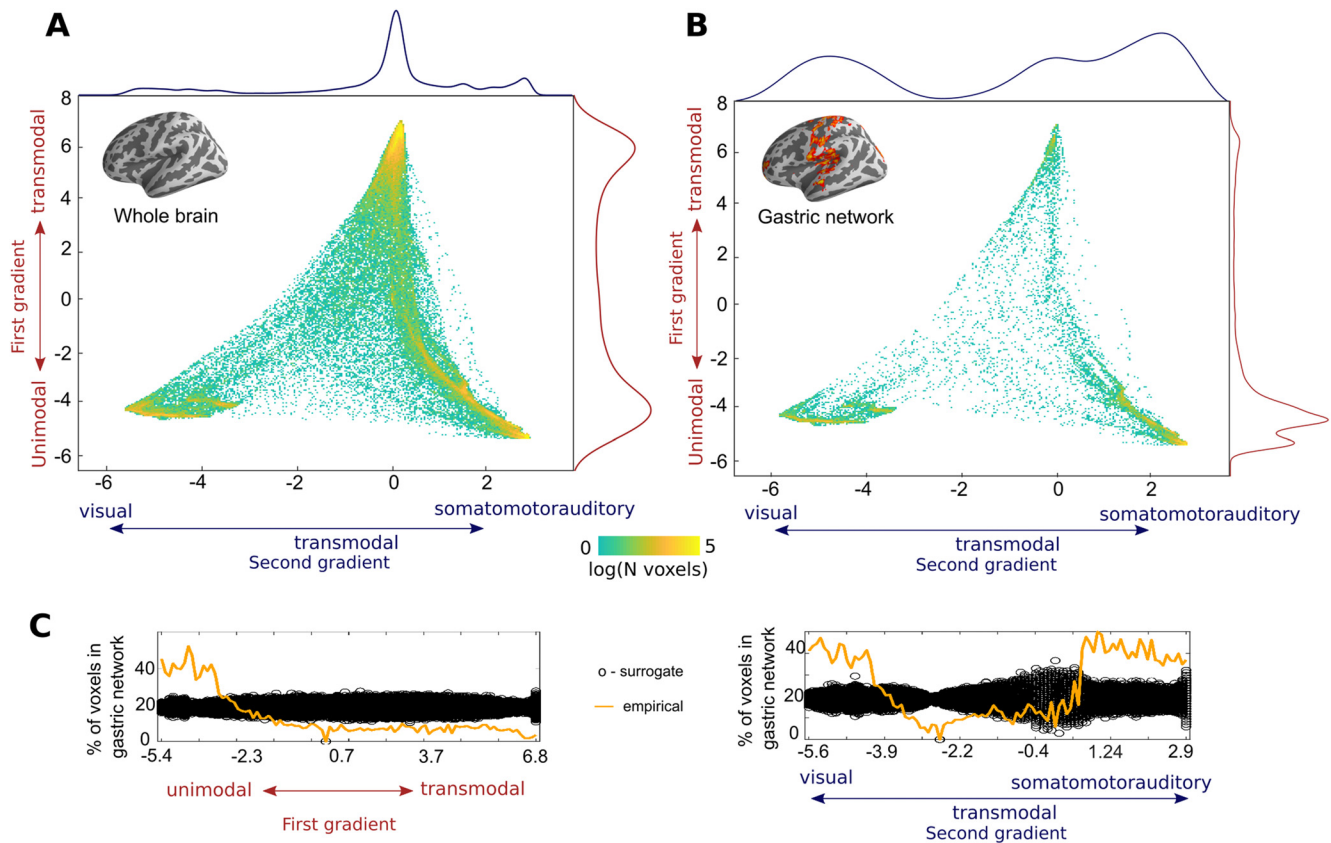 A
8
6
4
2
0
-2
-4
-6
transmodal
First gradient
Unimodal
Whole brain
-6
-4
-2
0
2
visual
somatomotorauditory
transmodal
Second gradient
B
8
6
4
2
0
-2
-4
-6
transmodal
First gradient
Unimodal
Gastric network
-6
-4
-2
0
2
visual
somatomotorauditory
transmodal
Second gradient
0
5
log(N voxels)
C
% of voxels in
gastric network
40
20
0
-5.4
-2.3
0.7
3.7
6.8
unimodal
transmodal
First gradient
o - surrogate
empirical
% of voxels in
gastric network
40
20
0
-5.6
-3.9
-2.2
-0.4
1.24
2.9
visual
somatomotorauditory
transmodal
Second gradient